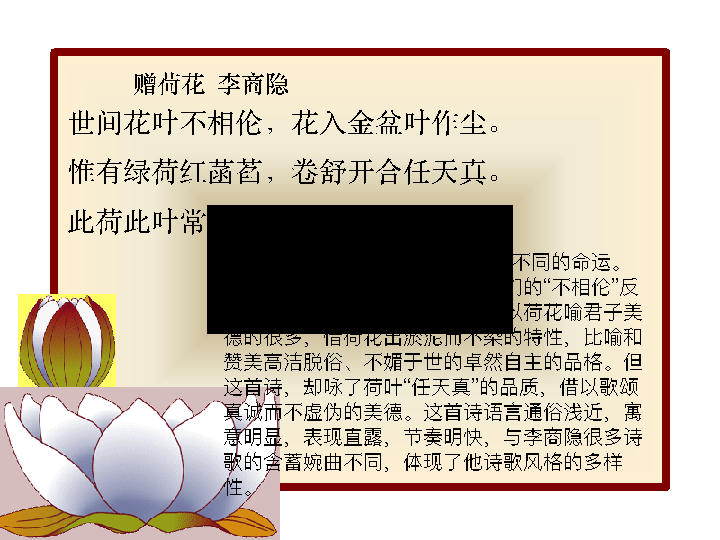 赠荷花 李商隐
世间花叶不相伦，花入金盆叶作尘。
惟有绿荷红菡萏，卷舒开合任天真。
此荷此叶常
不同的命运。
们的“不相伦”反
以荷花喻君子美
德的很多，借荷花出淤泥而不染的特性，比喻和
赞美高洁脱俗、不媚于世的卓然自主的品格。但
这首诗，却咏了荷叶“任天真”的品质，借以歌颂
真诚而不虚伪的美德。这首诗语言通俗浅近，寓
意明显，表现直露，节奏明快，与李商隐很多诗
歌的含蓄婉曲不同，体现了他诗歌风格的多样
性。